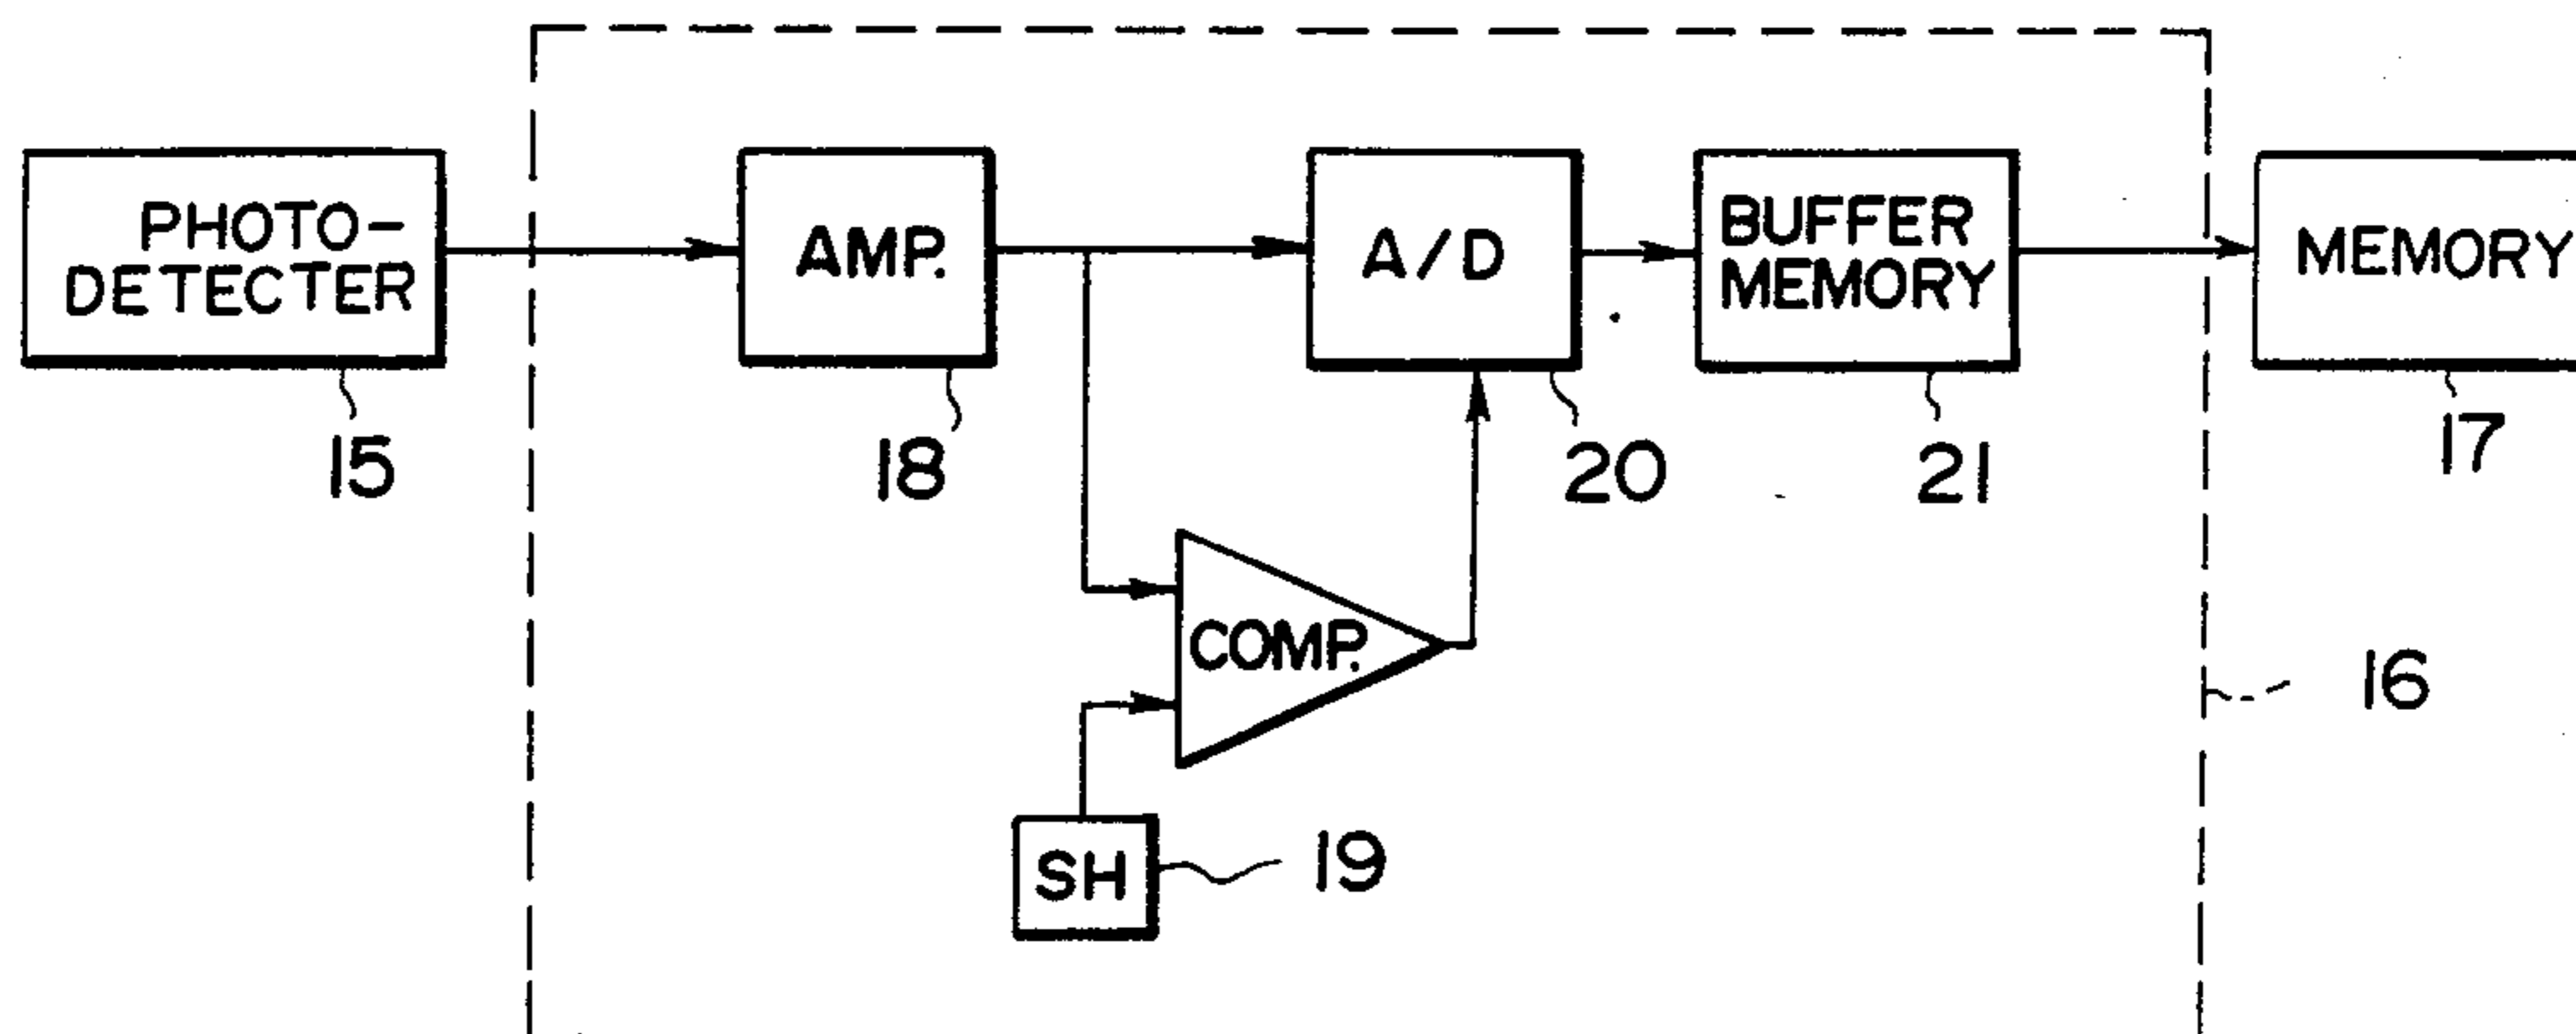 PHOTO-
DETECTER
AMP.
A/D
BUFFER
MEMORY
MEMORY
15
18
20
21
17
COMP.
16
SH
19